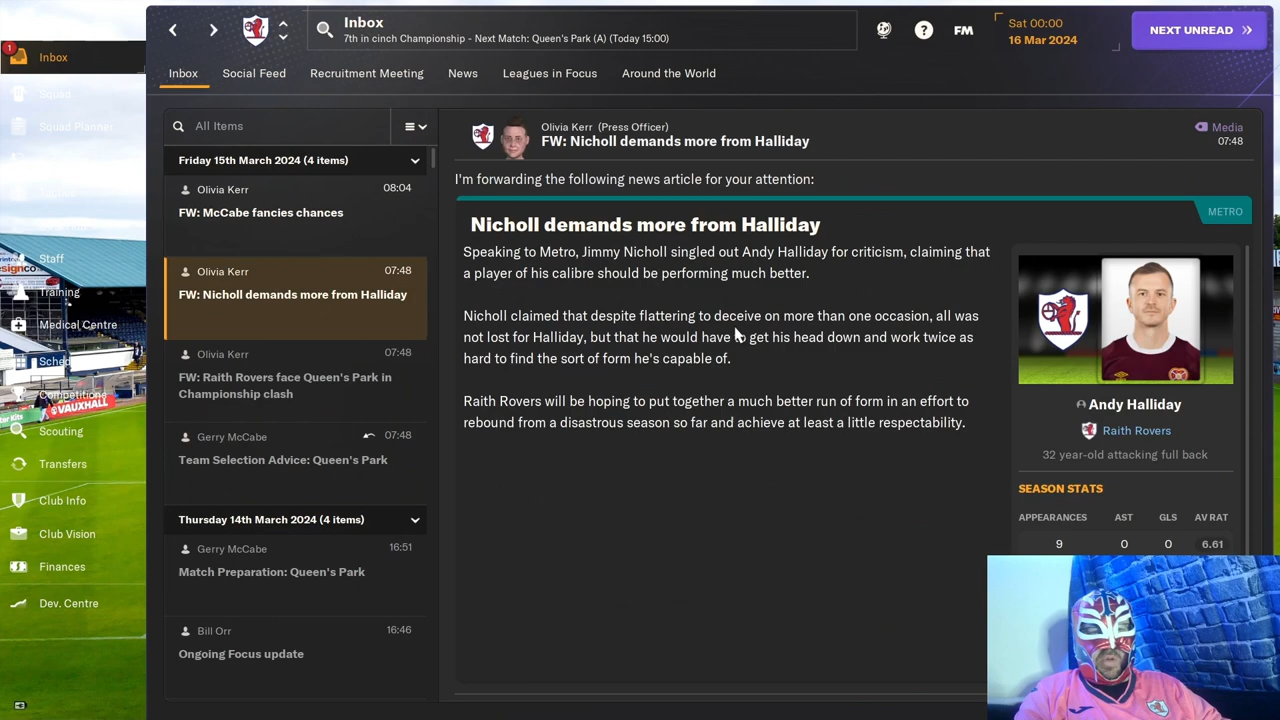 Inbox
7th in cinch Championship - Next Match: Queen's Park (A) (Today 15:00)
FM
Sat 00:00
16 Mar 2024
NEXT UNREAD
1
Inbox
Squad
Squad Planner
Staff
Training
Medical Centre
Sched
Competitions
Scouting
Transfers
Club Info
Club Vision
Finances
Dev. Centre
Inbox
Social Feed
Recruitment Meeting
News
Leagues in Focus
Around the World
All Items
Friday 15th March 2024 (4 items)
Olivia Kerr
08:04
FW: McCabe fancies chances
Olivia Kerr
07:48
FW: Nicholl demands more from Halliday
Olivia Kerr
07:48
FW: Raith Rovers face Queen's Park in
Championship clash
Gerry McCabe
07:48
Team Selection Advice: Queen's Park
Thursday 14th March 2024 (4 items)
Gerry McCabe
16:51
Match Preparation: Queen's Park
Bill Orr
16:46
Ongoing Focus update
Olivia Kerr (Press Officer)
FW: Nicholl demands more from Halliday
Media
07:48
I'm forwarding the following news article for your attention:
METRO
Nicholl demands more from Halliday
Speaking to Metro, Jimmy Nicholl singled out Andy Halliday for criticism, claiming that
a player of his calibre should be performing much better.
Nicholl claimed that despite flattering to deceive on more than one occasion, all was
not lost for Halliday, but that he would have to get his head down and work twice as
hard to find the sort of form he's capable of.
Raith Rovers will be hoping to put together a much better run of form in an effort to
rebound from a disastrous season so far and achieve at least a little respectability.
Andy Halliday
Raith Rovers
32 year-old attacking full back
SEASON STATS
APPEARANCES
AST
GLS
AV RAT
9
0
0
6.61
VAUXHALL